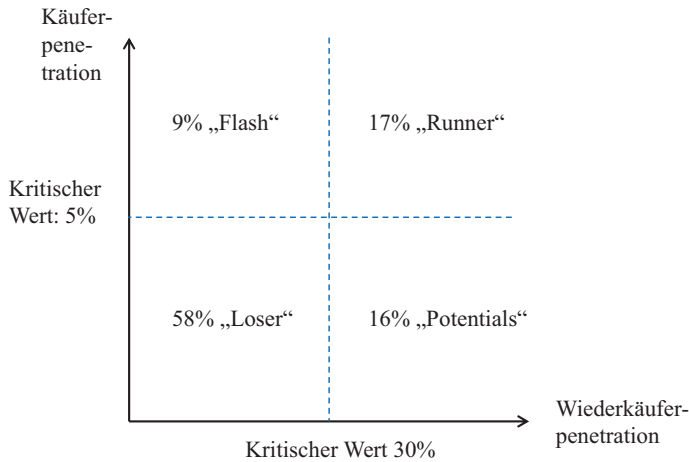 Käufer-
pene-
tration
9% „Flash“
17% „Runner“
Kritischer
Wert: 5%
58% „Loser“
16% „Potentials“
Wiederkäufer-
penetration
Kritischer Wert 30%